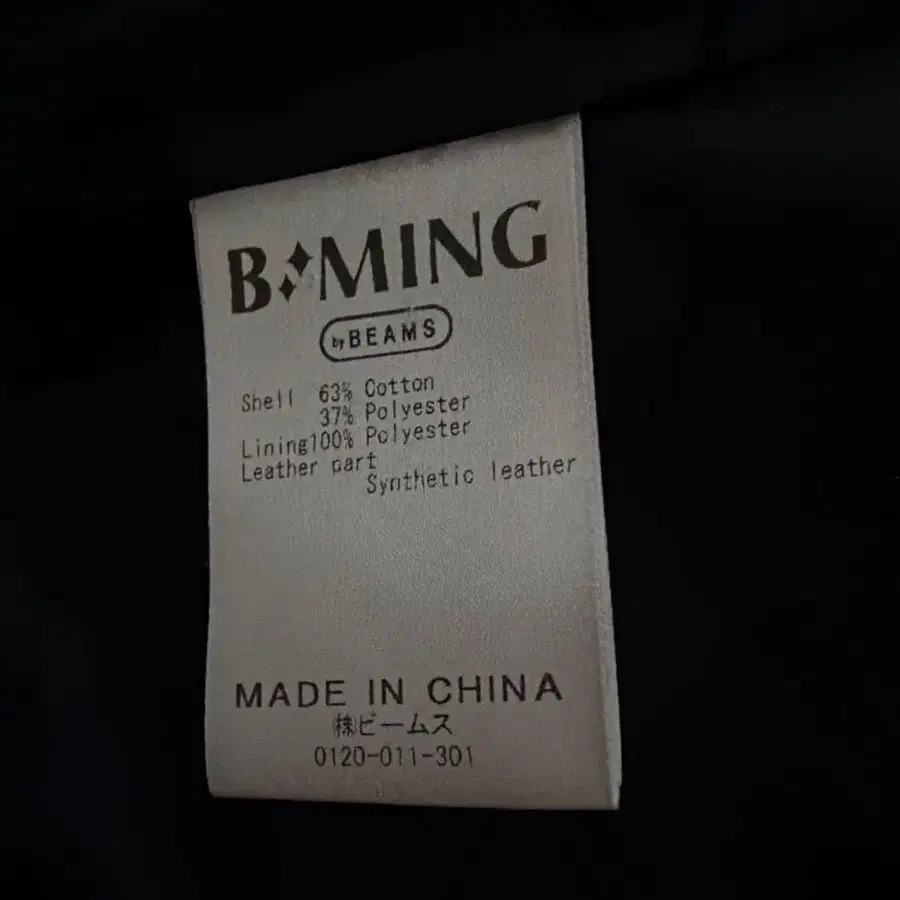 B MING
by BEAMS
Shell 63% Cotton
37% Polyester
Lining100% Polyester
Leather part
Synthetic leather
MADE IN CHINA
㈱ビームス
0120-011-301